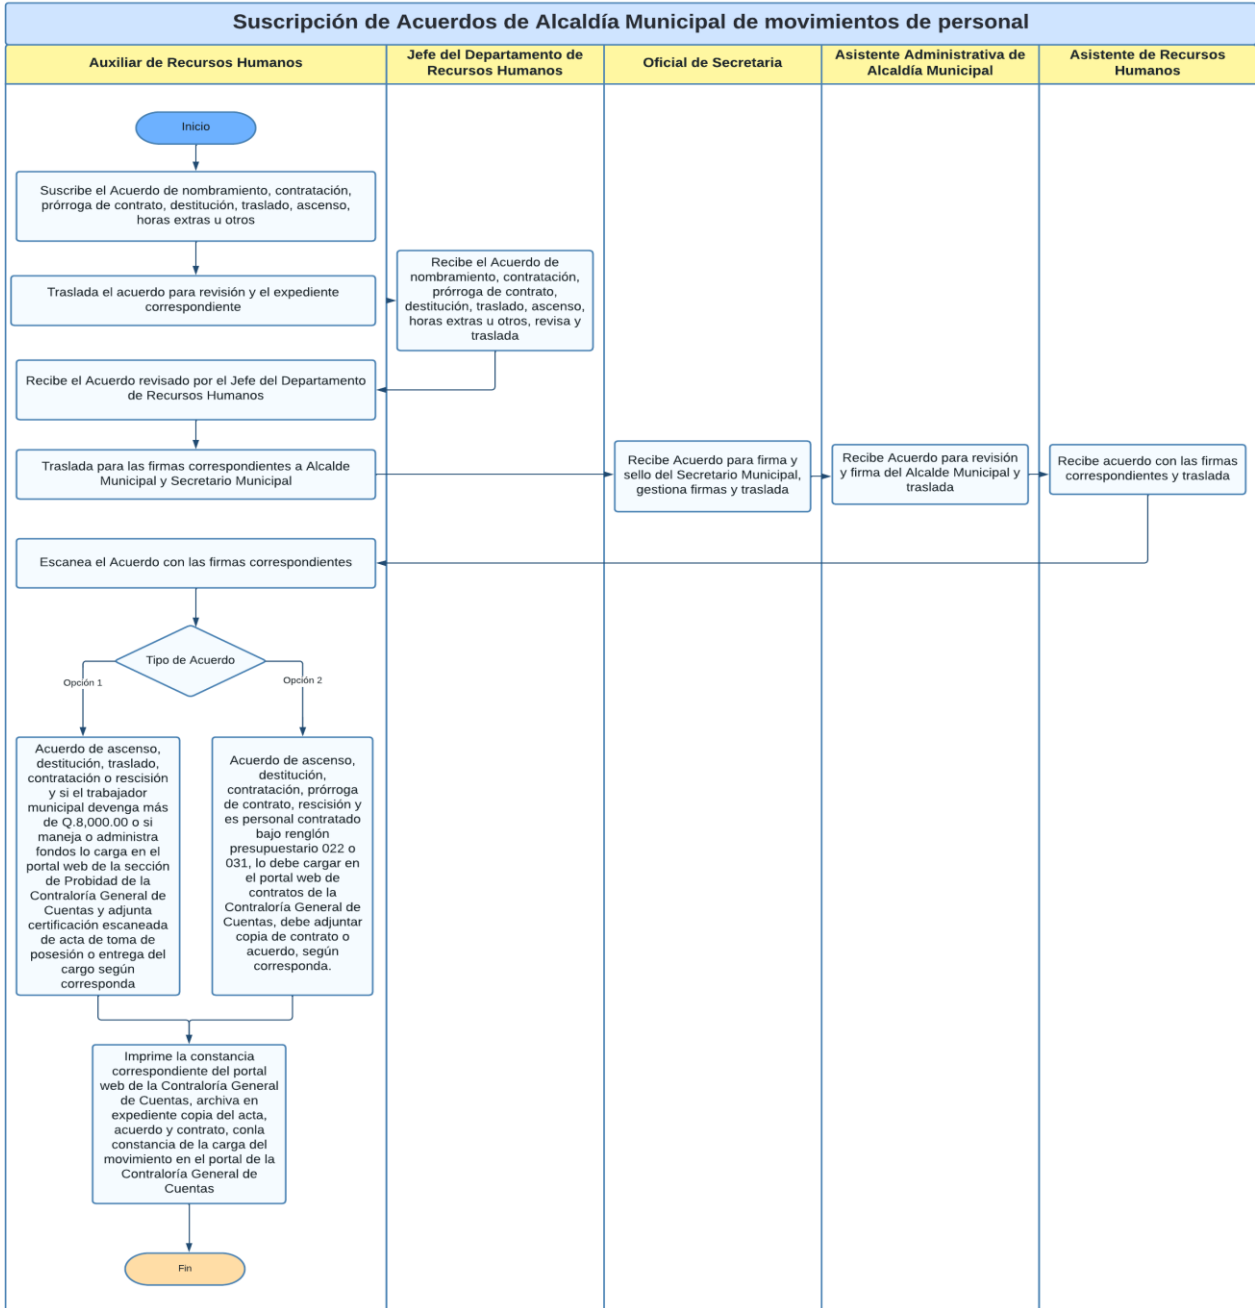 Suscripción de Acuerdos de Alcaldía Municipal de movimientos de personal
Auxiliar de Recursos Humanos
Jefe del Departamento de
Recursos Humanos
Oficial de Secretaria
Asistente Administrativa de
Alcaldía Municipal
Asistente de Recursos
Humanos
Inicio
Suscribe el Acuerdo de nombramiento, contratación,
prórroga de contrato, destitución, traslado, ascenso,
horas extras u otros
Traslada el acuerdo para revisión y el expediente
correspondiente
Recibe el Acuerdo de
nombramiento, contratación,
prórroga de contrato,
destitución, traslado, ascenso,
horas extras u otros, revisa y
traslada
Recibe el Acuerdo revisado por el Jefe del Departamento
de Recursos Humanos
Traslada para las firmas correspondientes a Alcalde
Municipal y Secretario Municipal
Recibe Acuerdo para firma y
sello del Secretario Municipal,
gestiona firmas y traslada
Recibe Acuerdo para revisión
y firma del Alcalde Municipal y
traslada
Recibe acuerdo con las firmas
correspondientes y traslada
Escanea el Acuerdo con las firmas correspondientes
Tipo de Acuerdo
Opción 1
Opción 2
Acuerdo de ascenso,
destitución, traslado,
contratación o rescisión
y si el trabajador
municipal devenga más
de Q.8,000.00 o si
maneja o administra
fondos lo carga en el
portal web de la sección
de Probidad de la
Contraloría General de
Cuentas y adjunta
certificación escaneada
de acta de toma de
posesión o entrega del
cargo según
corresponda
Acuerdo de ascenso,
destitución,
contratación, prórroga
de contrato, rescisión y
es personal contratado
bajo renglón
presupuestario 022 o
031, lo debe cargar en
el portal web de
contratos de la
Contraloría General de
Cuentas, debe adjuntar
copia de contrato o
acuerdo, según
corresponda.
Imprime la constancia
correspondiente del portal
web de la Contraloría General
de Cuentas, archiva en
expediente copia del acta,
acuerdo y contrato, conla
constancia de la carga del
movimiento en el portal de la
Contraloría General de
Cuentas
Fin